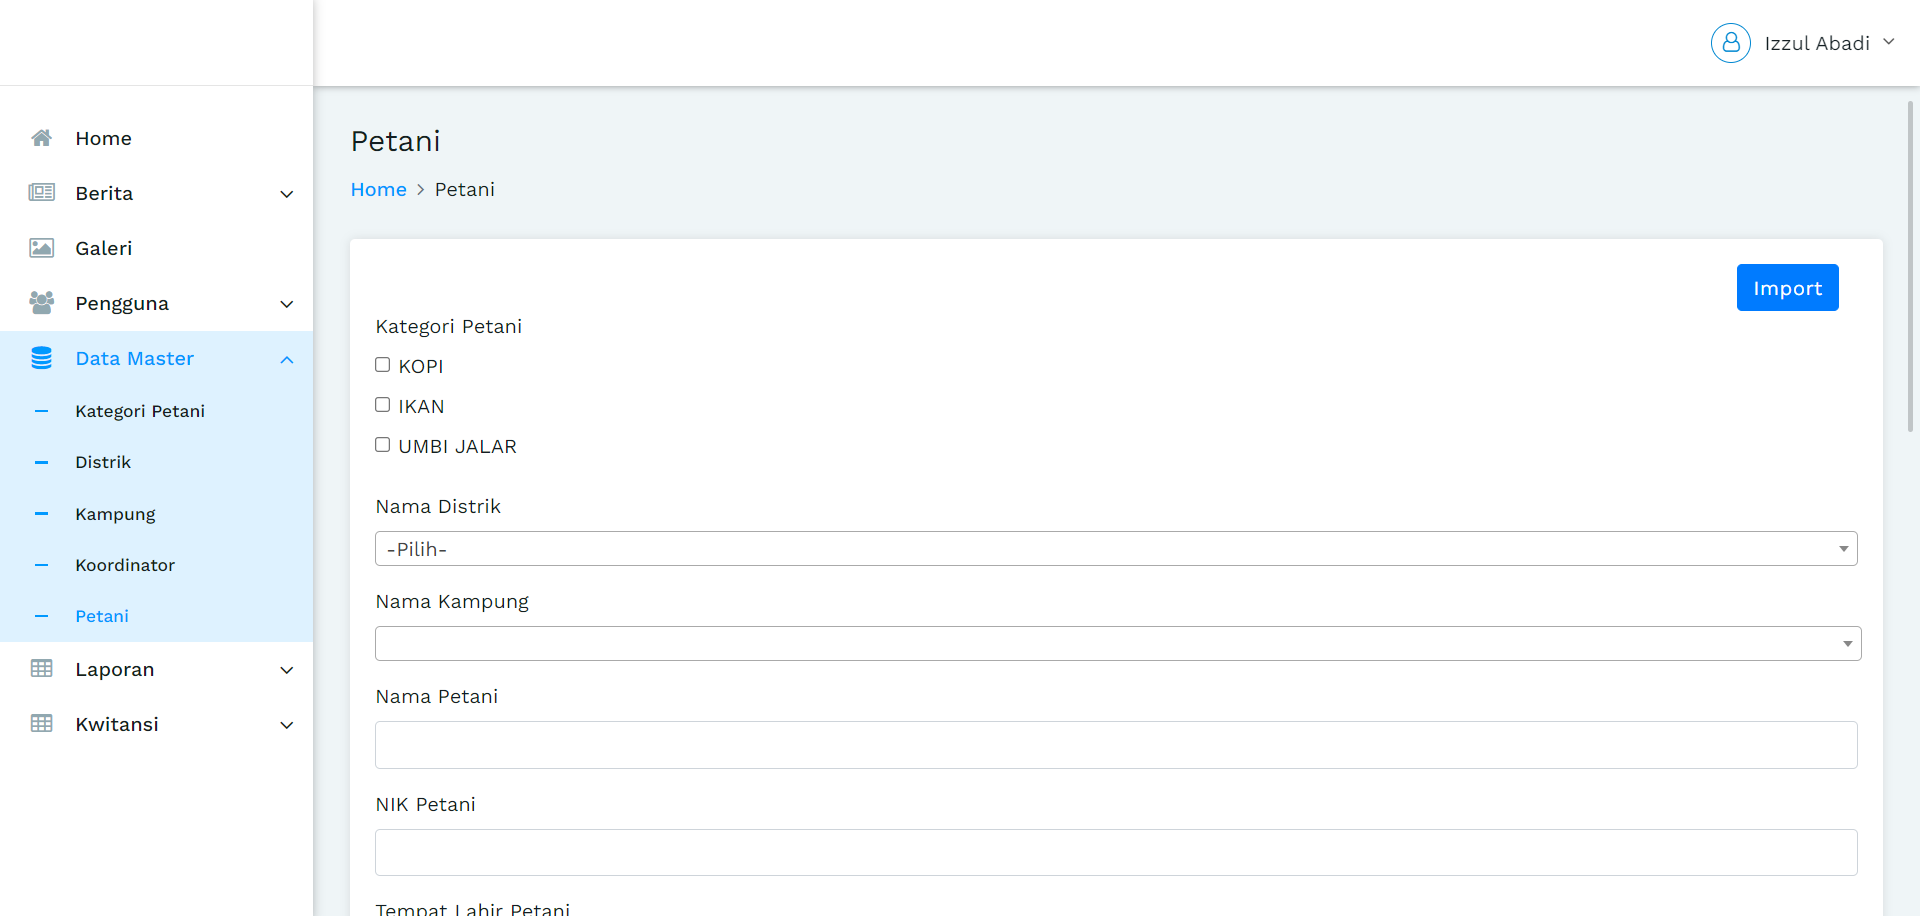 Izzul Abadi
Home
Berita
Galeri
Pengguna
Data Master
Kategori Petani
Distrik
Kampung
Koordinator
Petani
Laporan
Kwitansi
Petani
Home > Petani
Import
Kategori Petani
KOPI
IKAN
UMBI JALAR
Nama Distrik
-Pilih-
Nama Kampung
Nama Petani
NIK Petani
Tempat Lahir Petani